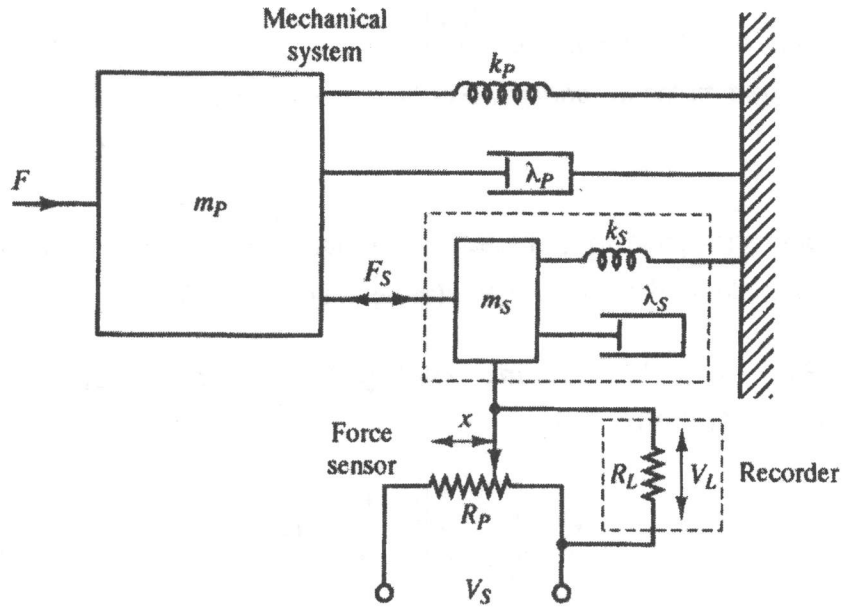 Mechanical
system
k_P
F
m_P
λ_P
k_S
F_S
m_S
λ_S
x
Force
sensor
R_L
V_L
Recorder
R_P
V_S